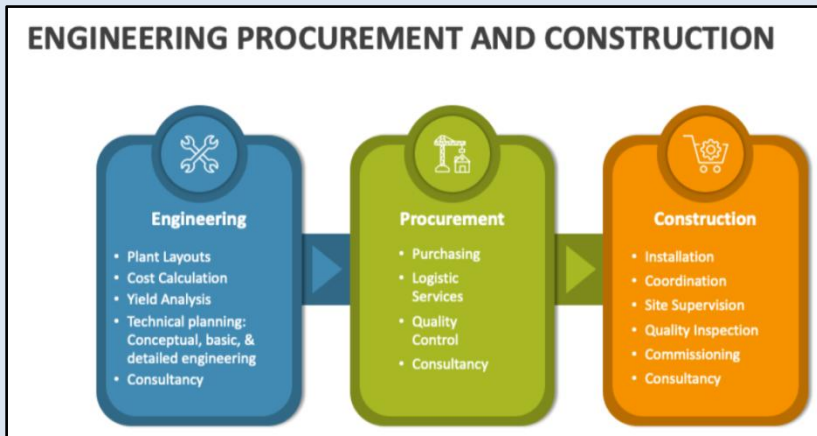 ENGINEERING PROCUREMENT AND CONSTRUCTION
Engineering
• Plant Layouts
• Cost Calculation
• Yield Analysis
• Technical planning:
Conceptual, basic, &
detailed engineering
• Consultancy
Procurement
• Purchasing
• Logistic
Services
• Quality
Control
• Consultancy
Construction
• Installation
• Coordination
• Site Supervision
• Quality Inspection
• Commissioning
• Consultancy